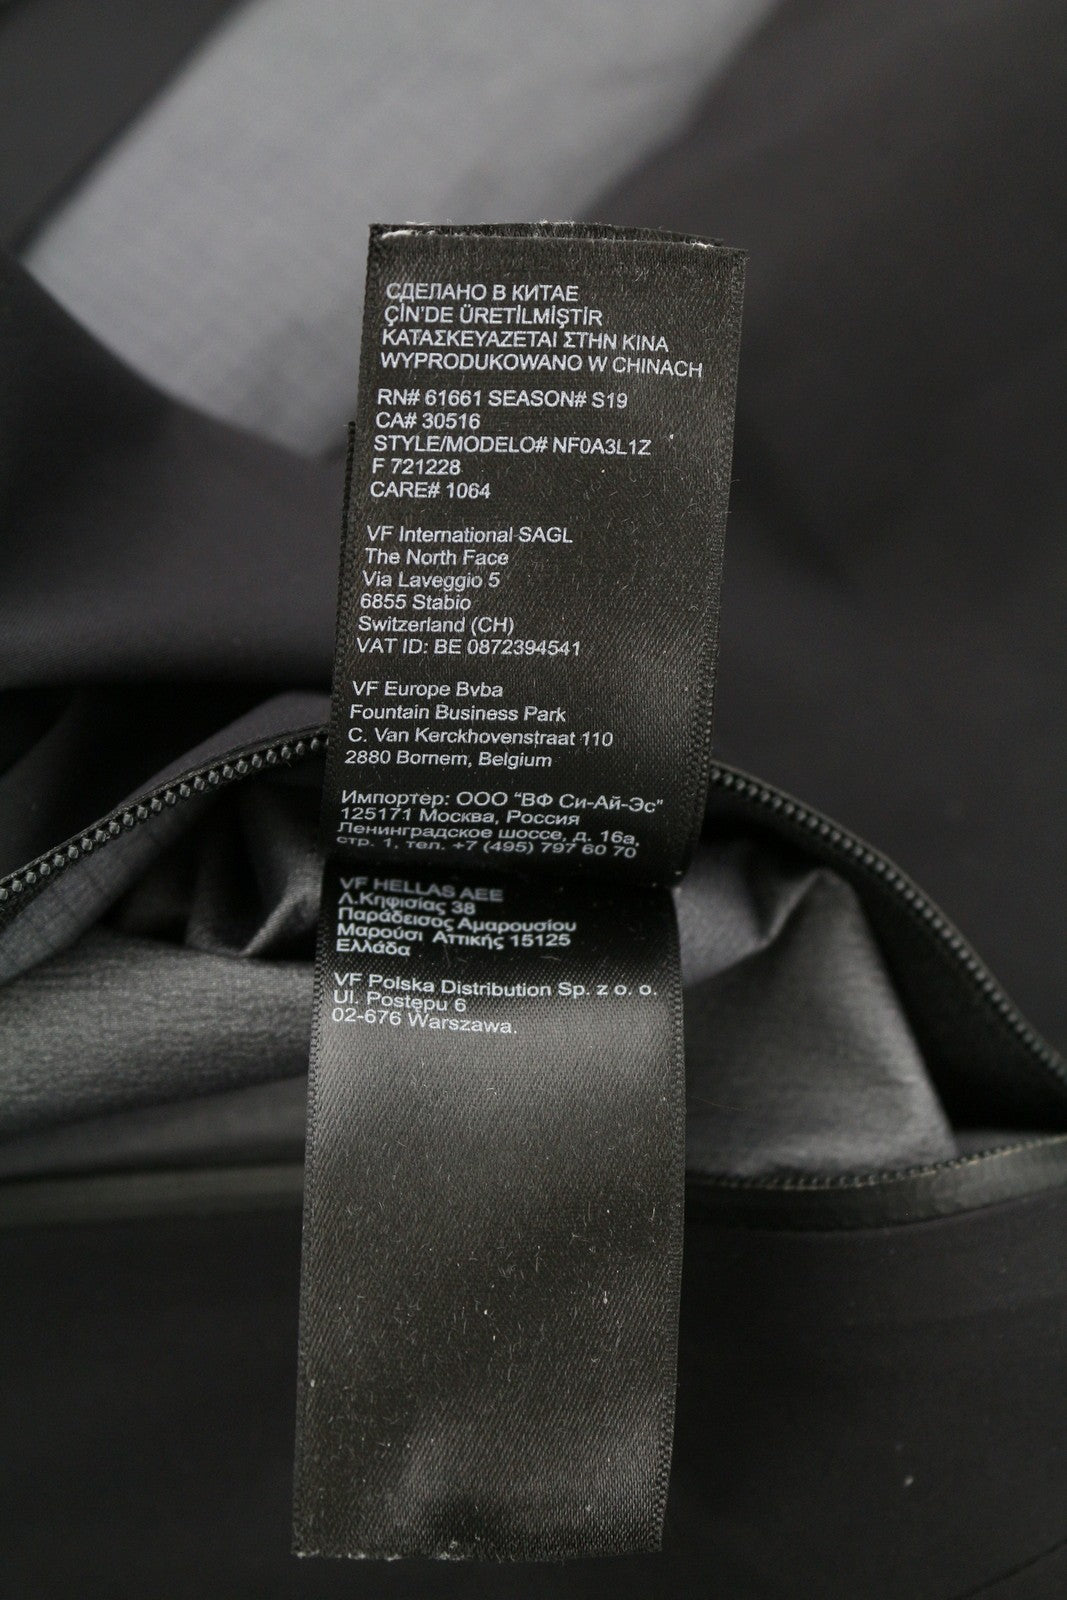 СДЕЛАНО В КИТАЕ
ÇİN'DE ÜRETİLMİŞTİR
ΚΑΤΑΣΚΕΥΑΖΕΤΑΙ ΣΤΗΝ ΚΙΝΑ
WYPRODUKOWANO W CHINACH
RN# 61661 SEASON# S19
CA# 30516
STYLE/MODELO# NF0A3L1Z
F 721228
CARE# 1064
VF International SAGL
The North Face
Via Laveggio 5
6855 Stabio
Switzerland (CH)
VAT ID: BE 0872394541
VF Europe Bvba
Fountain Business Park
C. Van Kerckhovenstraat 110
2880 Bornem, Belgium
Импортер: ООО "ВФ Си-Ай-Эс"
125171 Москва, Россия
Ленинградское шоссе, д. 16а,
стр. 1, тел. +7 (495) 797 60 70
VF HELLAS AEE
Λ.Κηφισίας 38
Παράδεισος Αμαρουσίου
Μαρούσι Αττικής 15125
Ελλάδα
VF Polska Distribution Sp. z o. o.
Ul. Postępu 6
02-676 Warszawa.